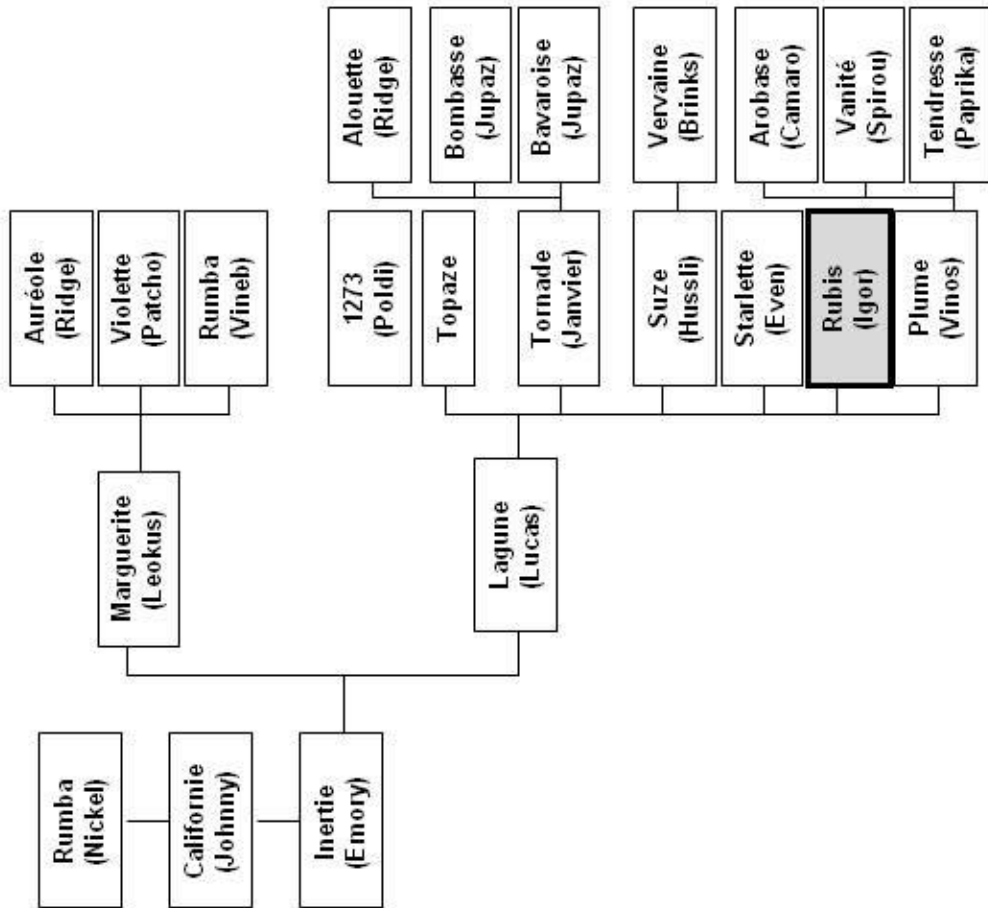 Rumba
(Nickel)
Californie
(Johnny)
Inertie
(Emory)
Marguerite
(Leokus)
Lagune
(Lucas)
Auréole
(Ridge)
Violette
(Patcho)
Rumba
(Vineb)
1273
(Poldi)
Topaze
Tornade
(Janvier)
Suze
(Hussli)
Starlette
(Even)
Rubis
(Igor)
Plume
(Vinos)
Alouette
(Ridge)
Bombasse
(Jupaz)
Bavaroise
(Jupaz)
Vervaine
(Brinks)
Arobase
(Camaro)
Vanité
(Spirou)
Tendresse
(Paprika)